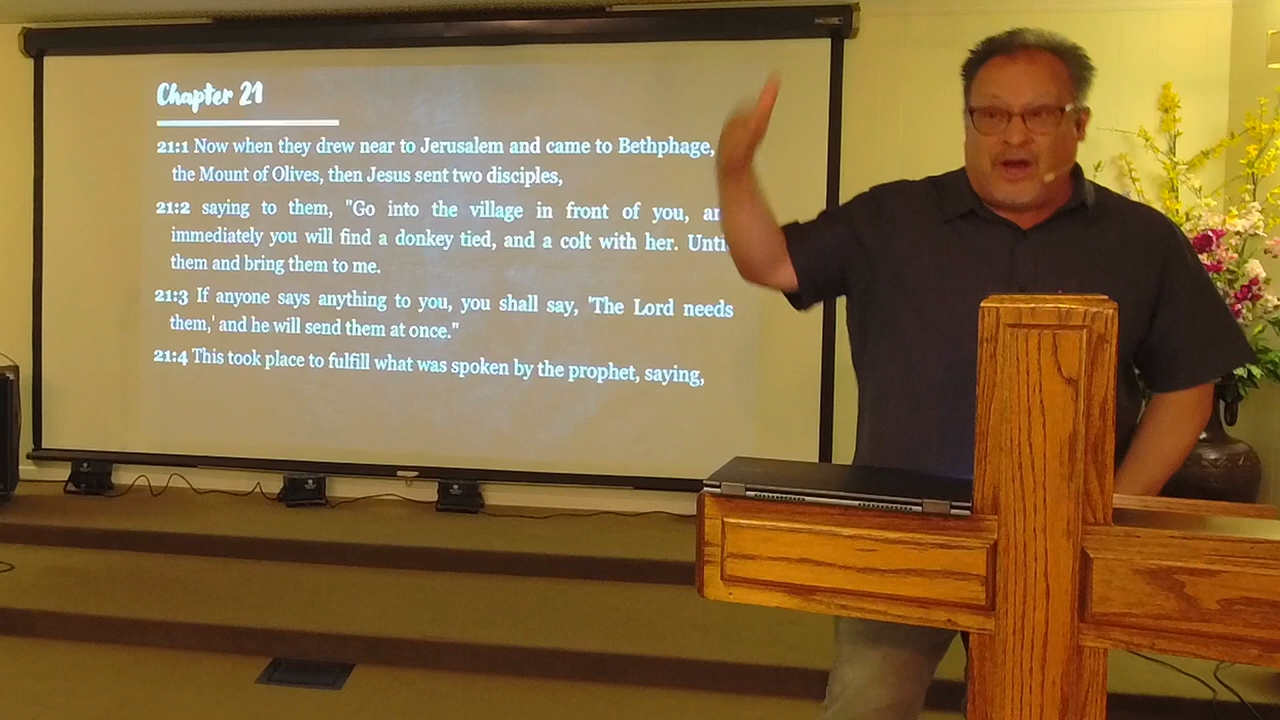 Chapter 21
21:1 Now when they drew near to Jerusalem and came to Bethphage,
the Mount of Olives, then Jesus sent two disciples,
21:2 saying to them, "Go into the village in front of you,
immediately you will find a donkey tied, and a colt with her.
them and bring them to me.
21:3 If anyone says anything to you, you shall say, 'The Lord needs
them,' and he will send them at once."
21:4 This took place to fulfill what was spoken by the prophet, saying,